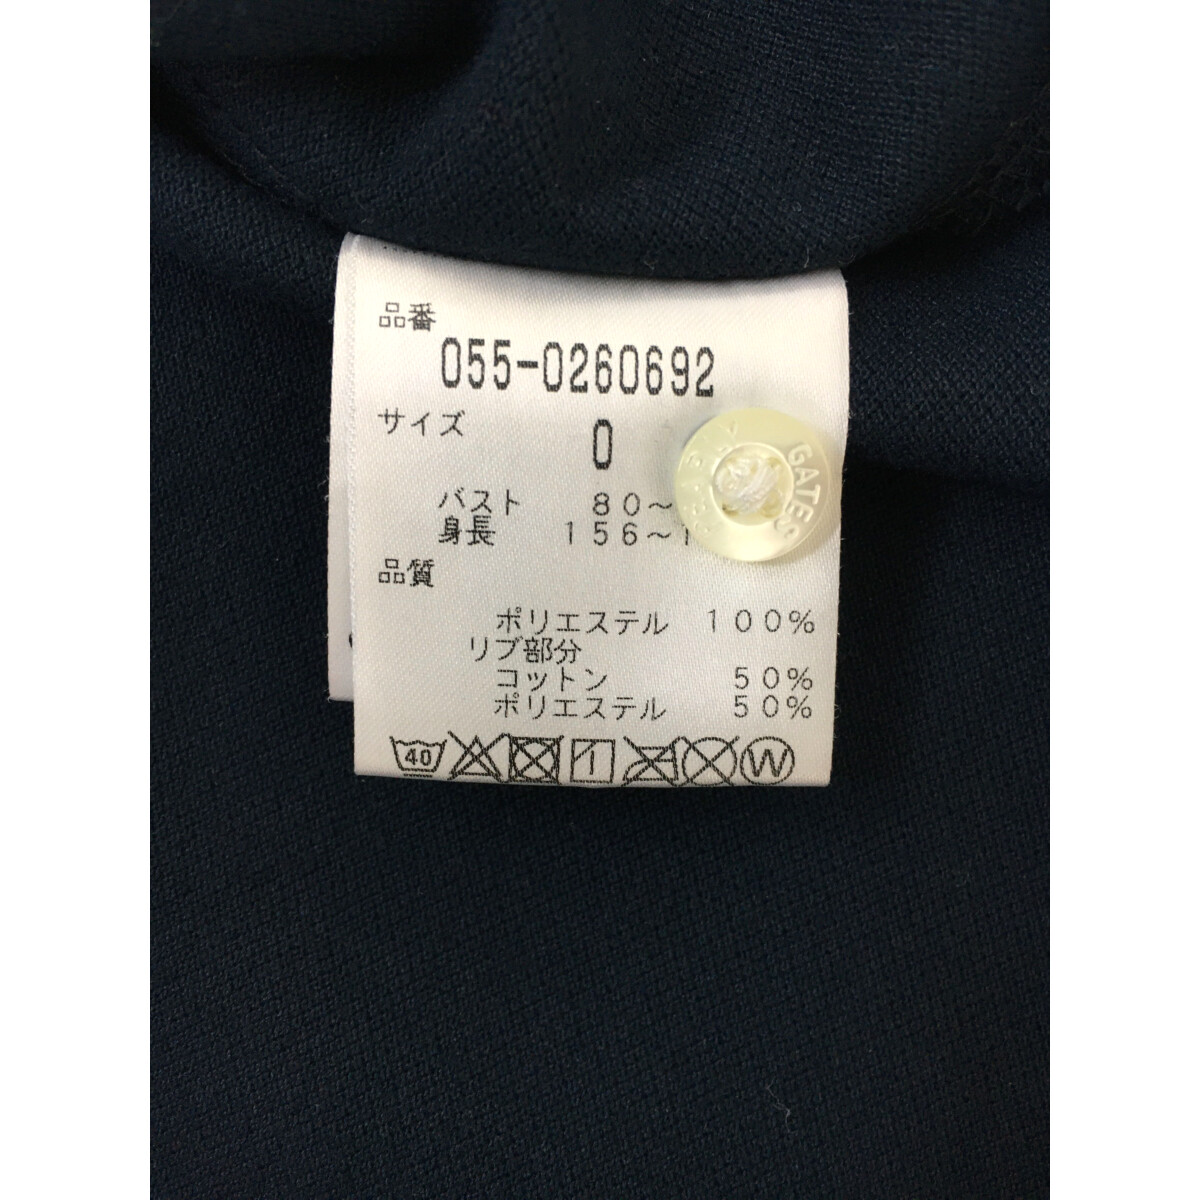 品番
055-0260692
サイズ
0
バスト 80~
身長 156~1
品質
ポリエステル 100%
リブ部分
コットン 50%
ポリエステル 50%
40 1 W
GATES